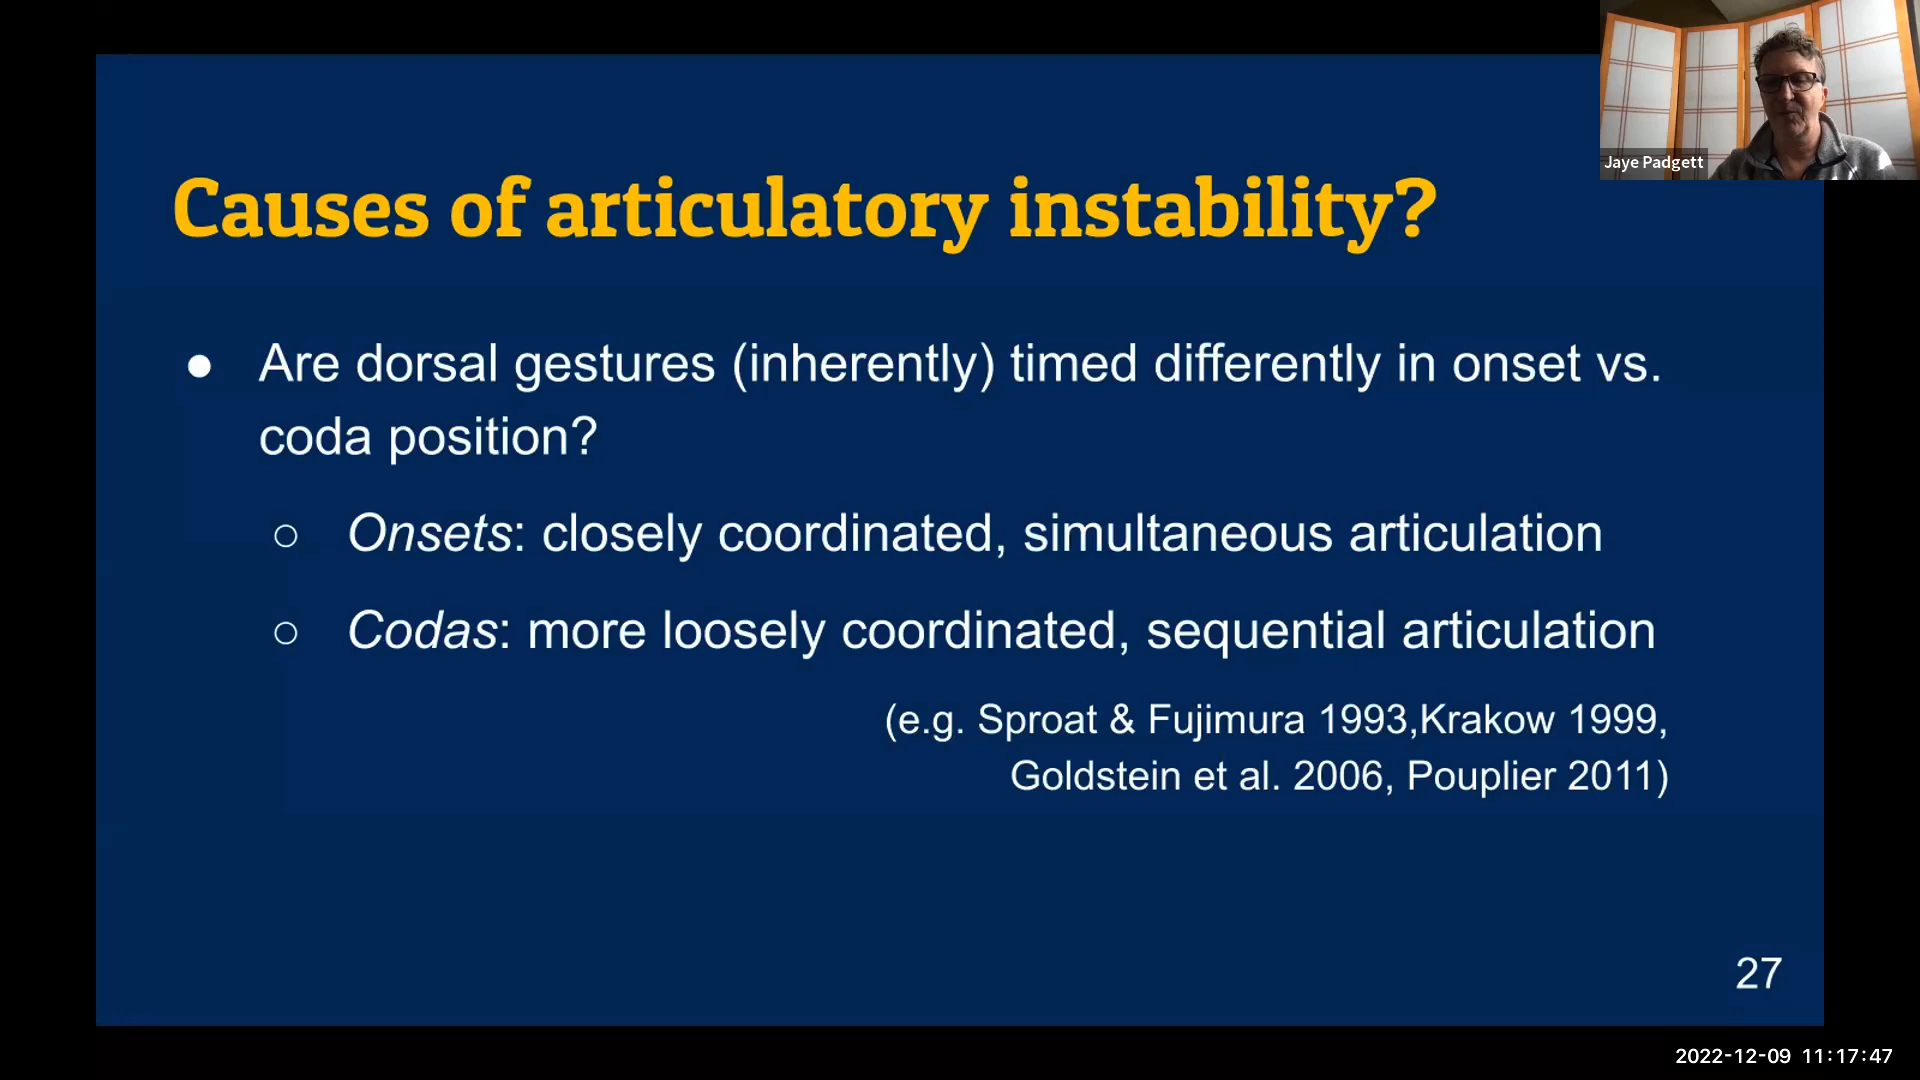 Jaye Padgett
Causes of articulatory instability?
● Are dorsal gestures (inherently) timed differently in onset vs.
coda position?
○ Onsets: closely coordinated, simultaneous articulation
○ Codas: more loosely coordinated, sequential articulation
(e.g. Sproat & Fujimura 1993,Krakow 1999,
Goldstein et al. 2006, Pouplier 2011)
27
2022-12-09 11:17:47